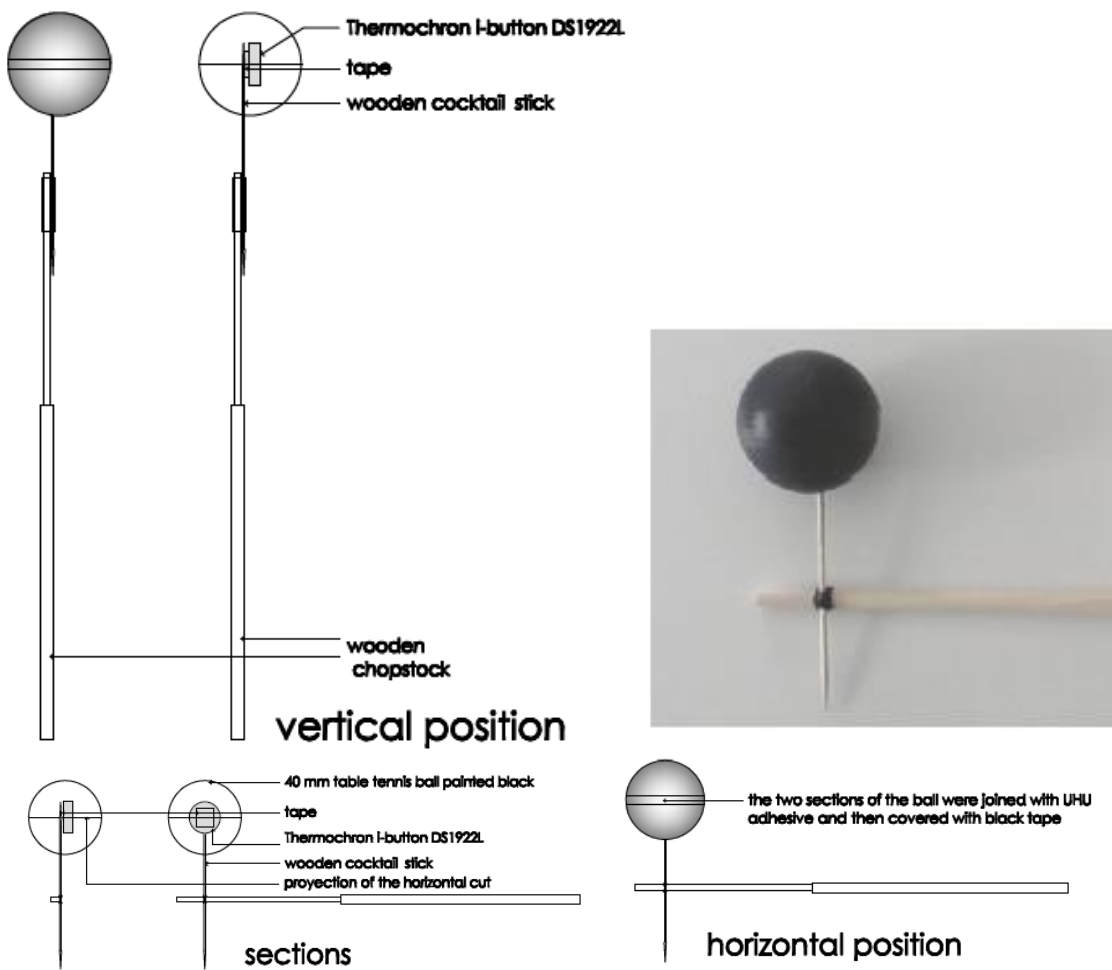 Thermochron I-button DS1922L
tape
wooden cocktail stick
wooden
chopstock
vertical position
40 mm table tennis ball painted black
tape
Thermochron I-button DS1922L
wooden cocktail stick
proyection of the horizontal cut
sections
the two sections of the ball were joined with UHU
adhesive and then covered with black tape
horizontal position